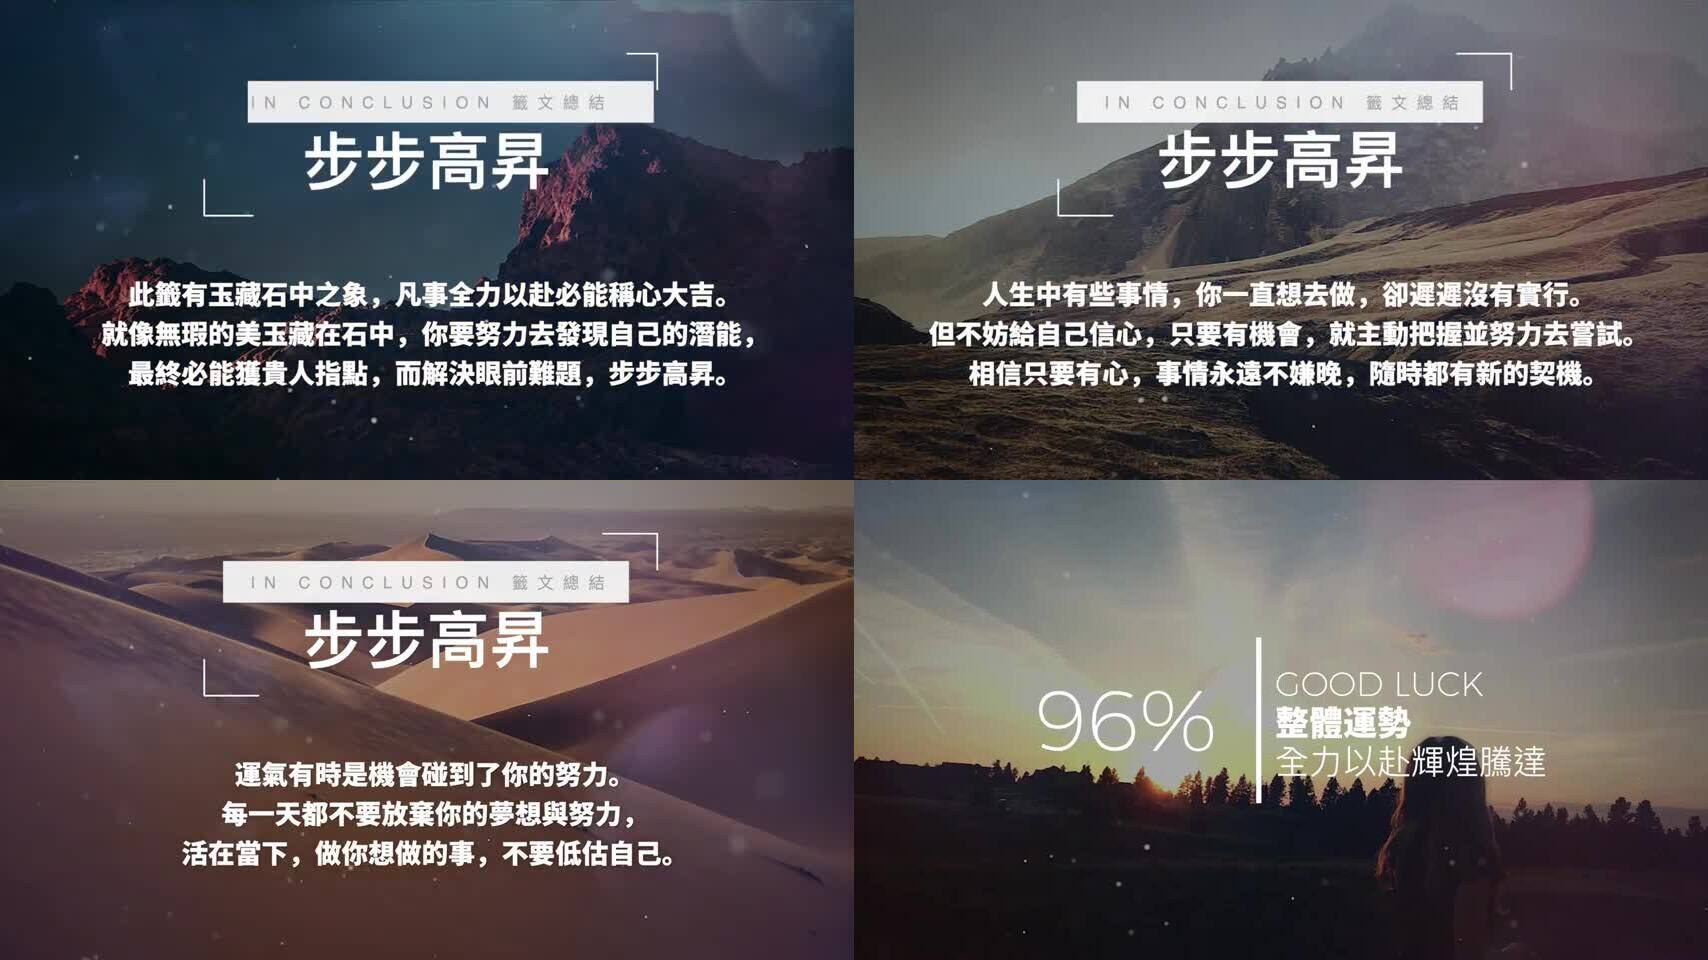 IN CONCLUSION 籤文總結
步步高昇
此籤有玉藏石中之象，凡事全力以赴必能稱心大吉。
就像無瑕的美玉藏在石中，你要努力去發現自己的潛能，
最終必能獲貴人指點，而解決眼前難題，步步高昇。
IN CONCLUSION 籤文總結
步步高昇
人生中有些事情，你一直想去做，卻遲遲沒有實行。
但不妨給自己信心，只要有機會，就主動把握並努力去嘗試。
相信只要有心，事情永遠不嫌晚，隨時都有新的契機。
IN CONCLUSION 籤文總結
步步高昇
運氣有時是機會碰到了你的努力。
每一天都不要放棄你的夢想與努力，
活在當下，做你想做的事，不要低估自己。
96%
GOOD LUCK
整體運勢
全力以赴輝煌騰達